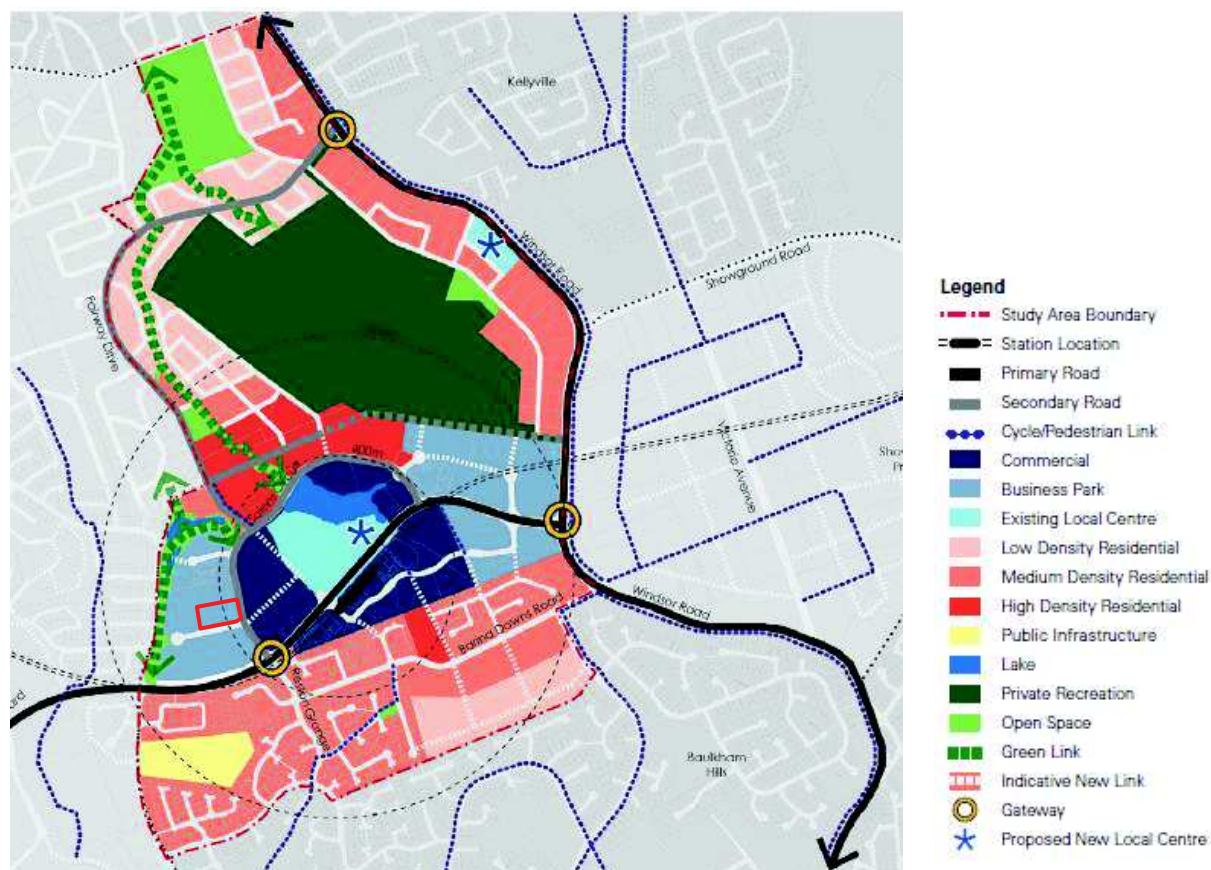 Kellyville
Windsor Road
Showground Road
Fairway Drive
Victoria Avenue
400m
Windsor Road
Balina Downs Road
Baulkham
Hills
Legend
Study Area Boundary
Station Location
Primary Road
Secondary Road
Cycle/Pedestrian Link
Commercial
Business Park
Existing Local Centre
Low Density Residential
Medium Density Residential
High Density Residential
Public Infrastructure
Lake
Private Recreation
Open Space
Green Link
Indicative New Link
Gateway
Proposed New Local Centre